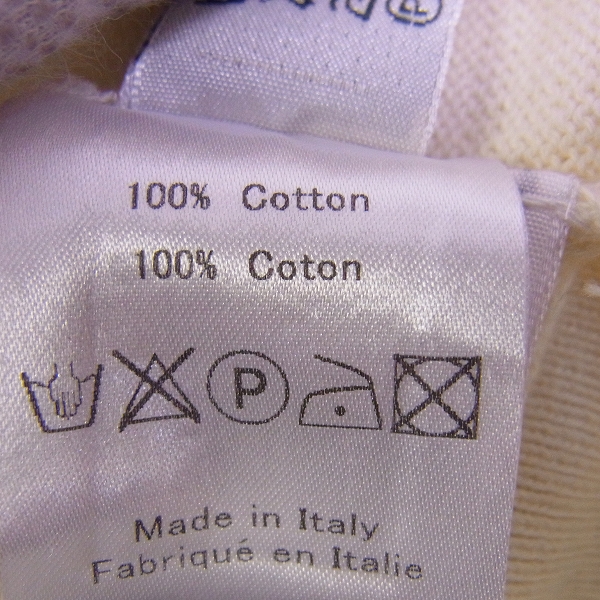 100% Cotton
100% Coton
P
Made in Italy
Fabriqué en Italie